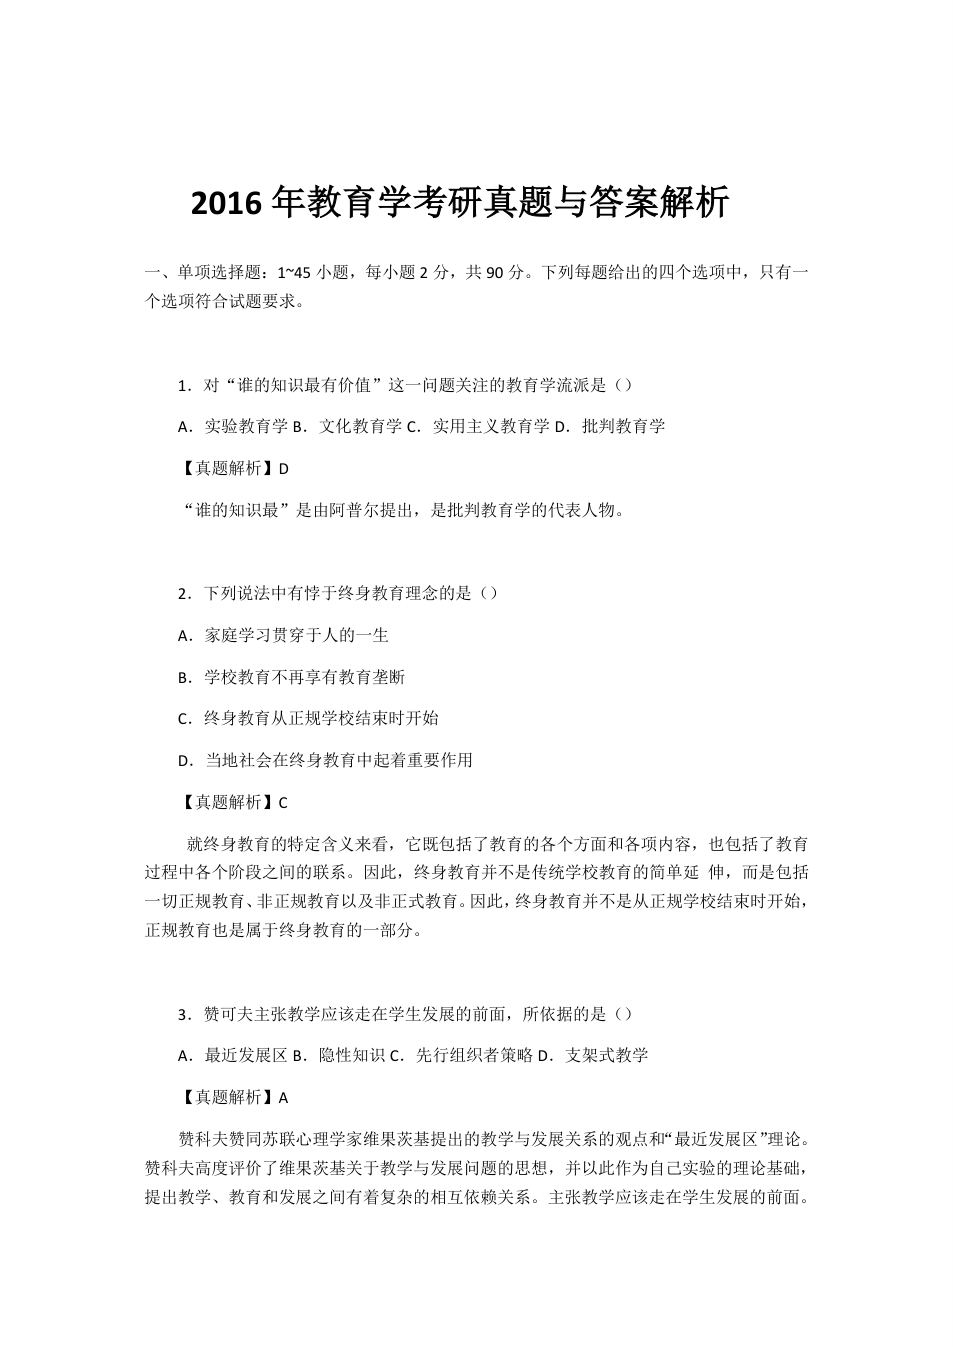 2016 年教育学考研真题与答案解析
一、单项选择题：1~45 小题，每小题 2 分，共 90 分。下列每题给出的四个选项中，只有一
个选项符合试题要求。
1．对“谁的知识最有价值”这一问题关注的教育学流派是（）
A．实验教育学 B．文化教育学 C．实用主义教育学 D．批判教育学
【真题解析】D
“谁的知识最”是由阿普尔提出，是批判教育学的代表人物。
2．下列说法中有悖于终身教育理念的是（）
A．家庭学习贯穿于人的一生
B．学校教育不再享有教育垄断
C．终身教育从正规学校结束时开始
D．当地社会在终身教育中起着重要作用
【真题解析】C
就终身教育的特定含义来看，它既包括了教育的各个方面和各项内容，也包括了教育
过程中各个阶段之间的联系。因此，终身教育并不是传统学校教育的简单延 伸，而是包括
一切正规教育、非正规教育以及非正式教育。因此，终身教育并不是从正规学校结束时开始，
正规教育也是属于终身教育的一部分。
3．赞可夫主张教学应该走在学生发展的前面，所依据的是（）
A．最近发展区 B．隐性知识 C．先行组织者策略 D．支架式教学
【真题解析】A
赞科夫赞同苏联心理学家维果茨基提出的教学与发展关系的观点和“最近发展区”理论。
赞科夫高度评价了维果茨基关于教学与发展问题的思想，并以此作为自己实验的理论基础，
提出教学、教育和发展之间有着复杂的相互依赖关系。主张教学应该走在学生发展的前面。